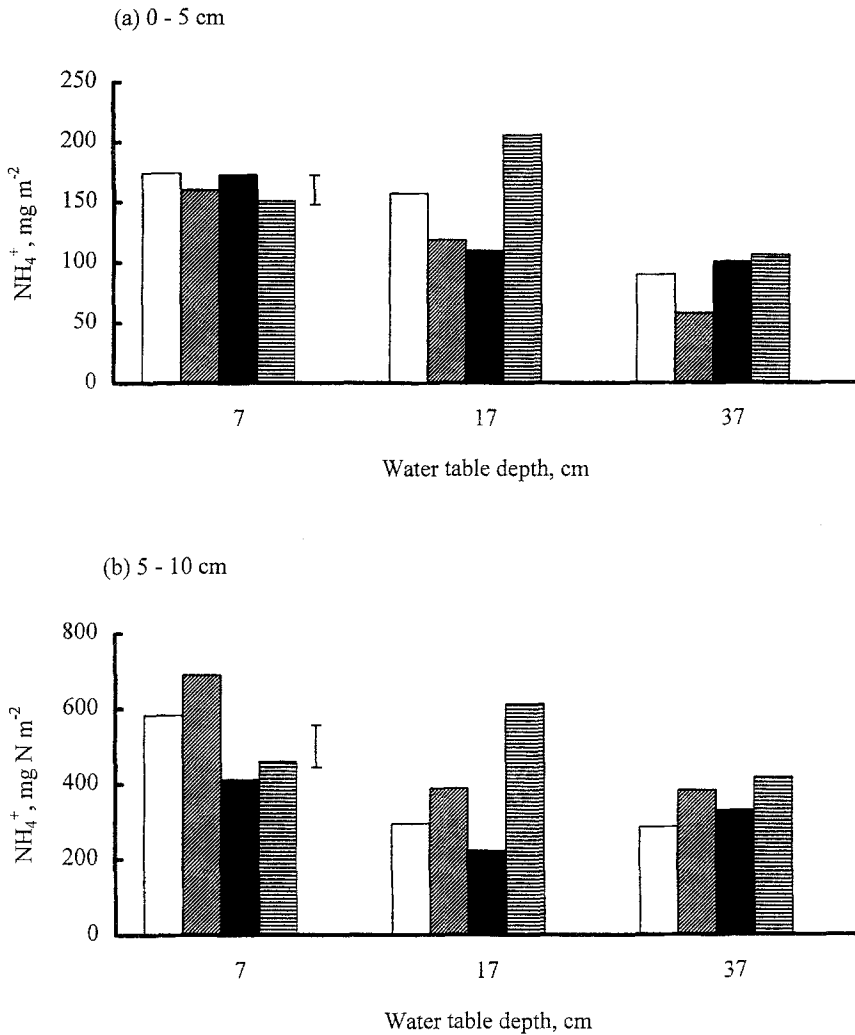 (a) 0 - 5 cm
250
200
150
100
50
0
NH₄⁺, mg m⁻²
7 17 37
Water table depth, cm
(b) 5 - 10 cm
800
600
400
200
0
NH₄⁺, mg N m⁻²
7 17 37
Water table depth, cm